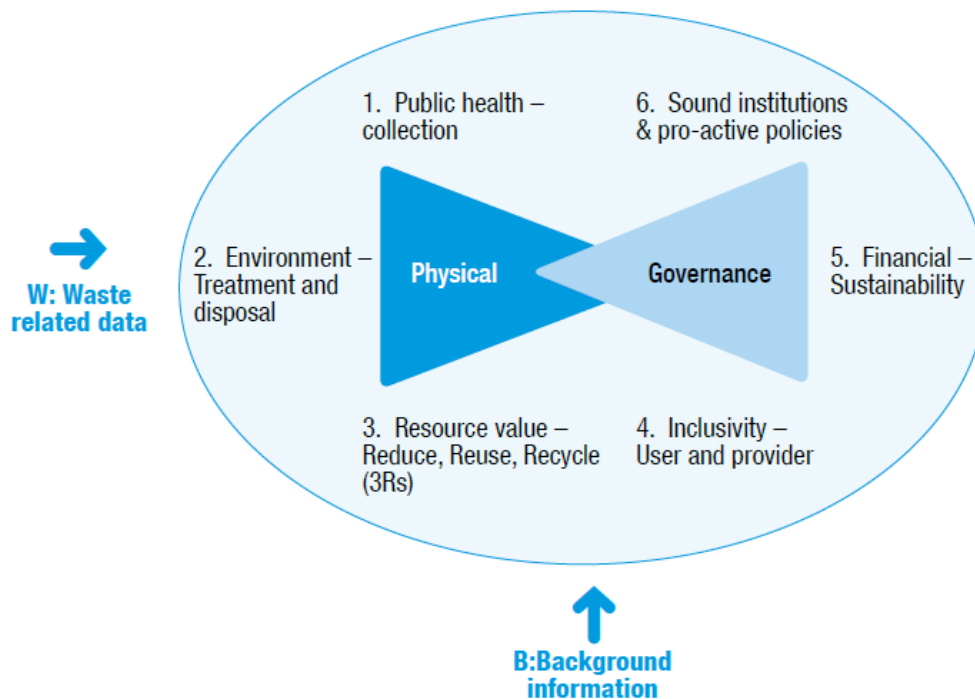 1. Public health –
collection
6. Sound institutions
& pro-active policies
2. Environment –
Treatment and
disposal
Physical
Governance
5. Financial –
Sustainability
W: Waste
related data
3. Resource value –
Reduce, Reuse, Recycle
(3Rs)
4. Inclusivity –
User and provider
B:Background
information